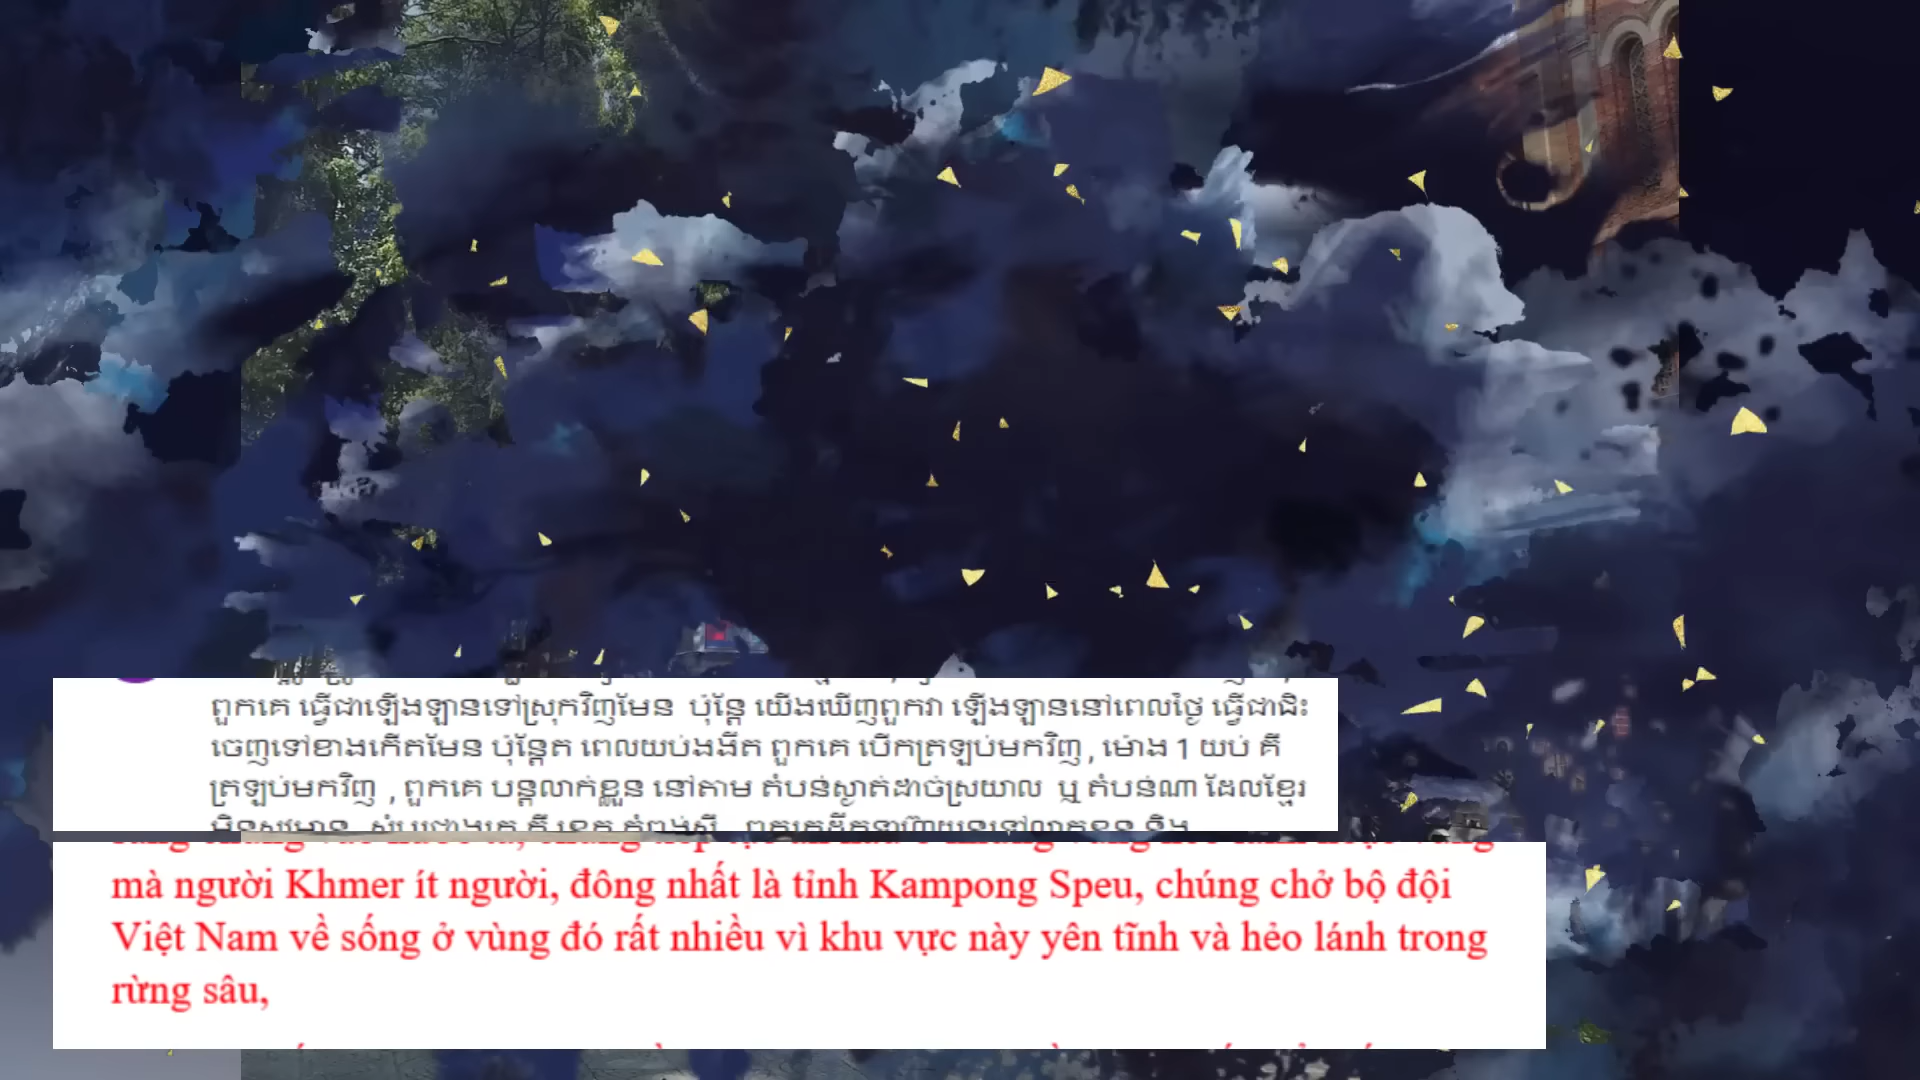 ពួកគេ ធ្វើជាឡើងឡានទៅស្រុកវិញមែន ប៉ុន្តែ យើងឃើញពួកវា ឡើងឡាននៅពេលថ្ងៃ ធ្វើជាជិះ
ចេញទៅខាងកើតមែន ប៉ុន្តែត ពេលយប់ងងឹត ពួកគេ បើកត្រឡប់មកវិញ , ម៉ោង 1 យប់ គឺ
ត្រឡប់មកវិញ , ពួកគេ បន្តលាក់ខ្លួន នៅតាម តំបន់ស្ងាត់ដាច់ស្រយាល ឬ តំបន់ណា ដែលខ្មែរ
mà người Khmer ít người, đông nhất là tỉnh Kampong Speu, chúng chở bộ đội
Việt Nam về sống ở vùng đó rất nhiều vì khu vực này yên tĩnh và hẻo lánh trong
rừng sâu,